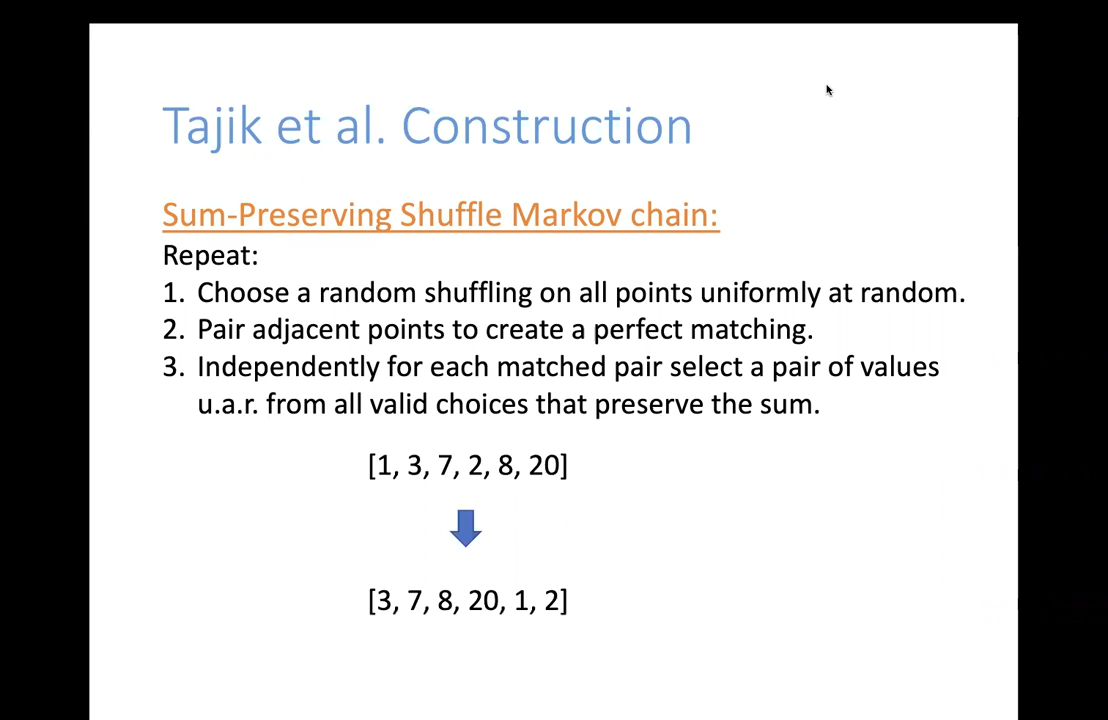 Tajik et al. Construction
Sum-Preserving Shuffle Markov chain:
Repeat:
1. Choose a random shuffling on all points uniformly at random.
2. Pair adjacent points to create a perfect matching.
3. Independently for each matched pair select a pair of values
u.a.r. from all valid choices that preserve the sum.
[1, 3, 7, 2, 8, 20]
[3, 7, 8, 20, 1, 2]